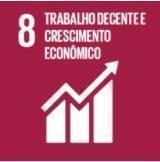 8 TRABALHO DECENTE E
CRESCIMENTO
ECONÔMICO